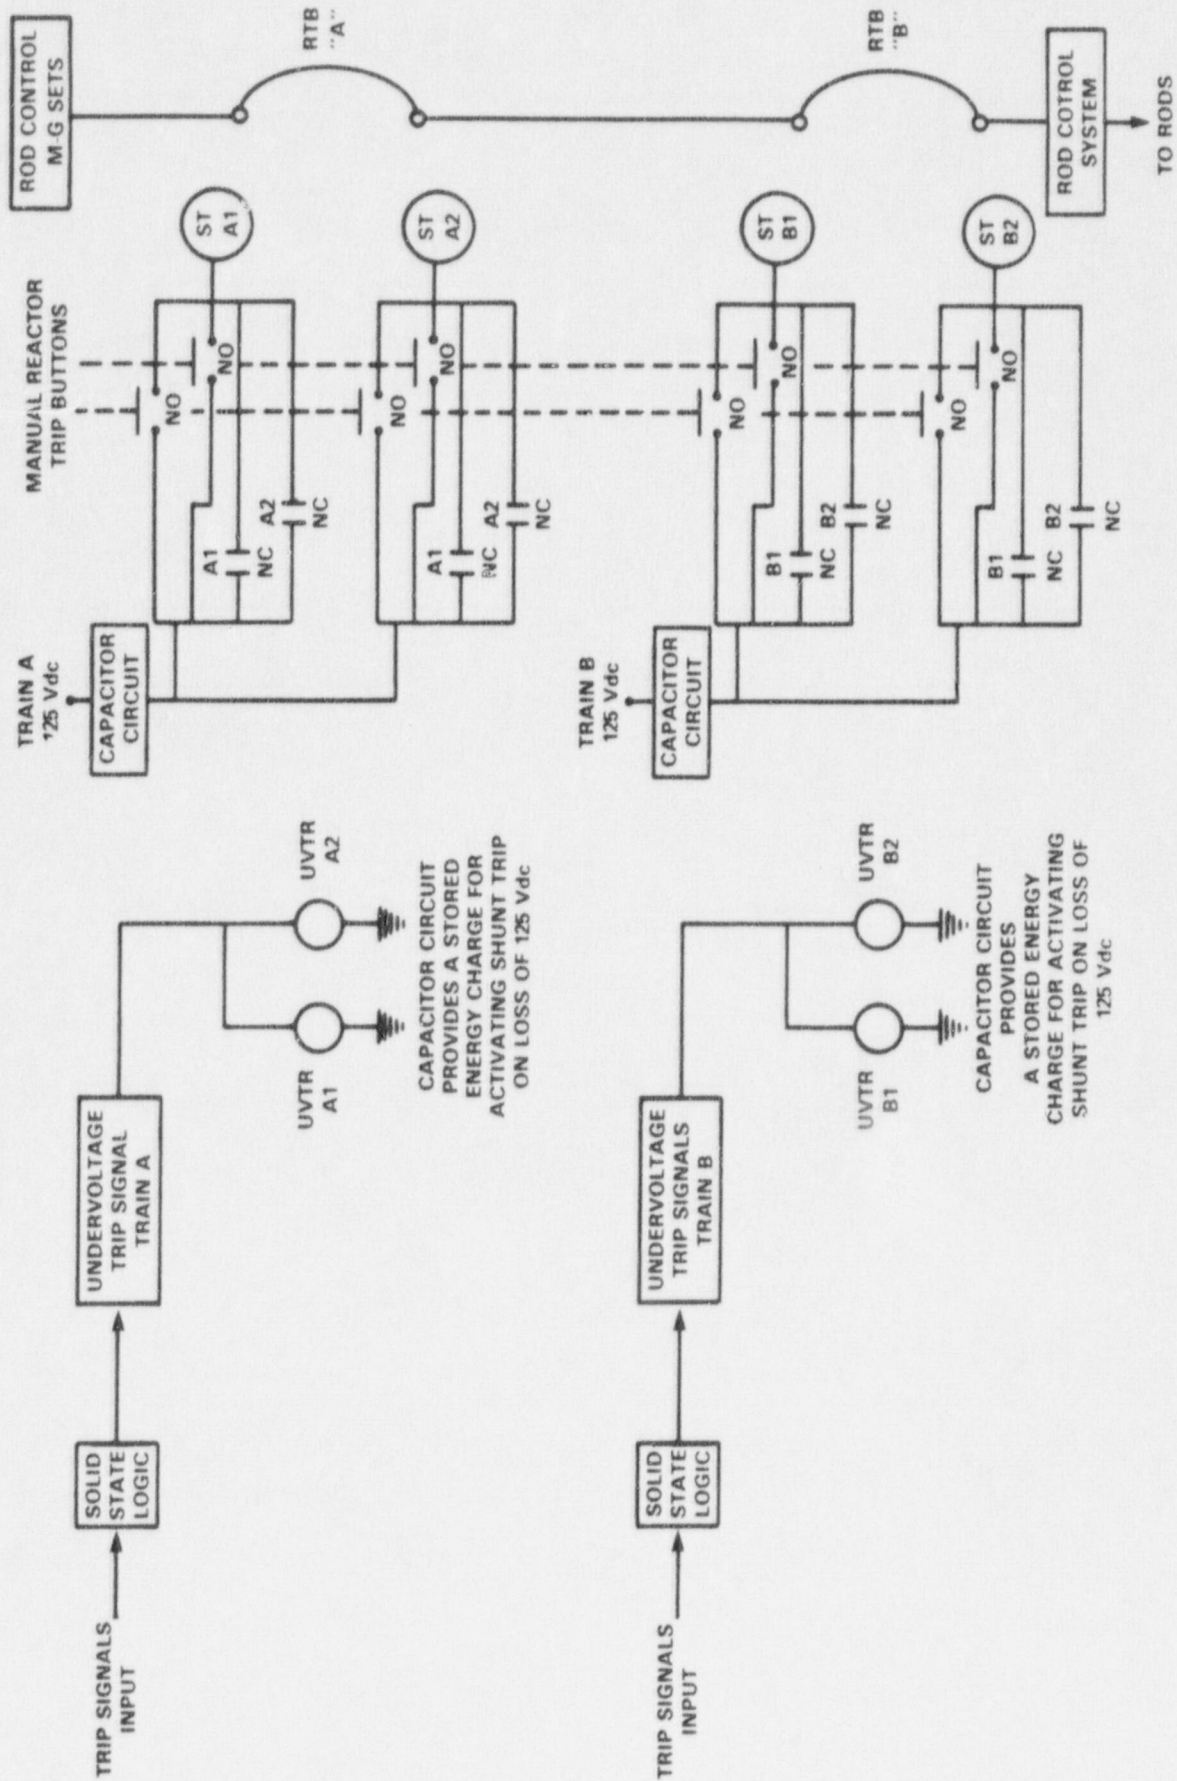 TRIP SIGNALS
INPUT
SOLID
STATE
LOGIC
UNDERVOLTAGE
TRIP SIGNAL
TRAIN A
UVTR
A1
UVTR
A2
CAPACITOR CIRCUIT
PROVIDES A STORED
ENERGY CHARGE FOR
ACTIVATING SHUNT TRIP
ON LOSS OF 125 Vdc
TRAIN A
125 Vdc
CAPACITOR
CIRCUIT
MANUAL REACTOR
TRIP BUTTONS
NO
NO
A1
NC
A2
NC
ST
A1
NO
NO
A1
NC
A2
NC
ST
A2
ROD CONTROL
M-G SETS
RTB
"A"
TRIP SIGNALS
INPUT
SOLID
STATE
LOGIC
UNDERVOLTAGE
TRIP SIGNALS
TRAIN B
UVTR
B1
UVTR
B2
CAPACITOR CIRCUIT
PROVIDES
A STORED ENERGY
CHARGE FOR ACTIVATING
SHUNT TRIP ON LOSS OF
125 Vdc
TRAIN B
125 Vdc
CAPACITOR
CIRCUIT
NO
NO
B1
NC
B2
NC
ST
B1
NO
NO
B1
NC
B2
NC
ST
B2
RTB
"B"
ROD COTROL
SYSTEM
TO RODS